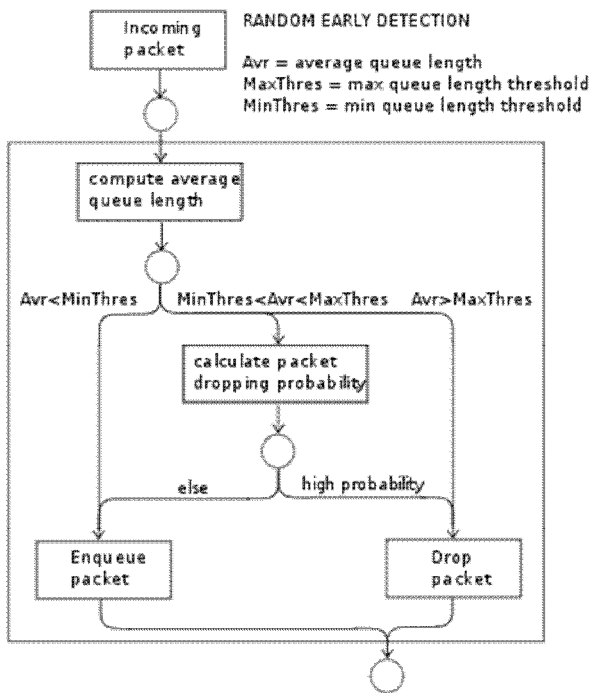 Incoming
packet
RANDOM EARLY DETECTION
Avr = average queue length
MaxThres = max queue length threshold
MinThres = min queue length threshold
compute average
queue length
Avr<MinThres
MinThres<Avr<MaxThres
Avr>MaxThres
calculate packet
dropping probability
else
high probability
Enqueue
packet
Drop
packet